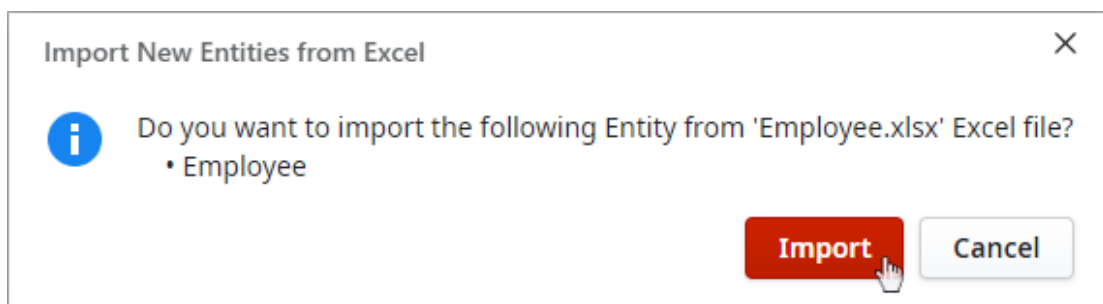 Import New Entities from Excel
Do you want to import the following Entity from 'Employee.xlsx' Excel file?
• Employee
Import
Cancel